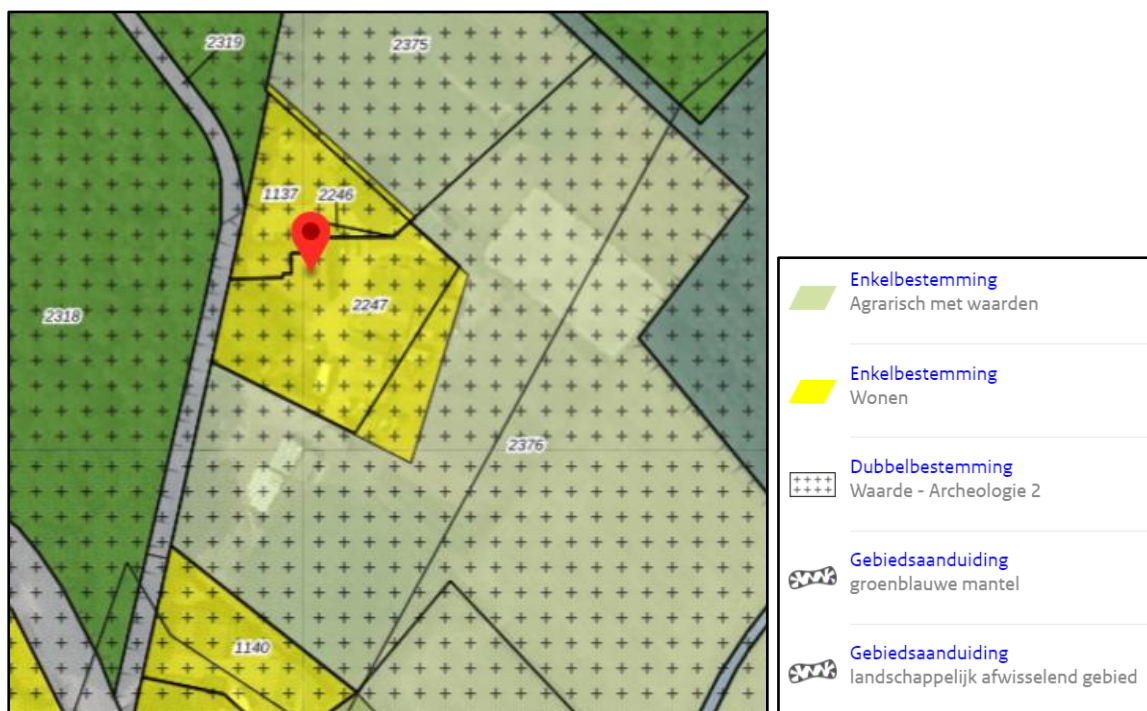 2319
2375
1137
2246
2247
2318
2376
1140
Enkelbestemming
Agrarisch met waarden
Enkelbestemming
Wonen
Dubbelbestemming
Waarde - Archeologie 2
Gebiedsaanduiding
groenblauwe mantel
Gebiedsaanduiding
landschappelijk afwisselend gebied